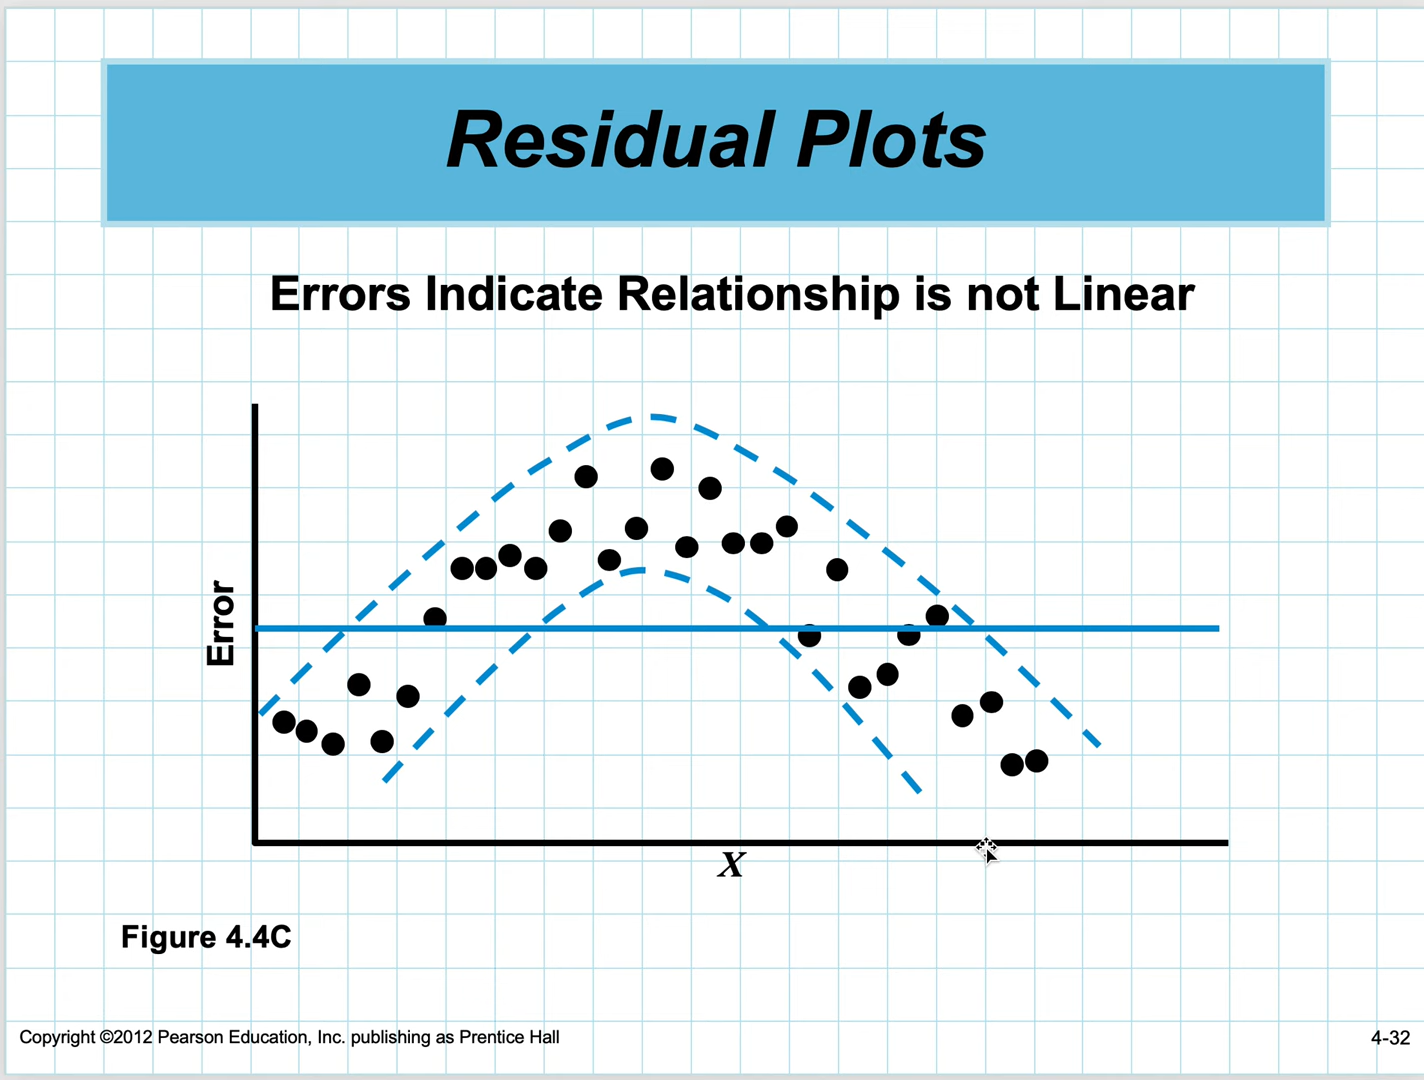 Residual Plots
Errors Indicate Relationship is not Linear
Error
X
Figure 4.4C
Copyright ©2012 Pearson Education, Inc. publishing as Prentice Hall
4-32